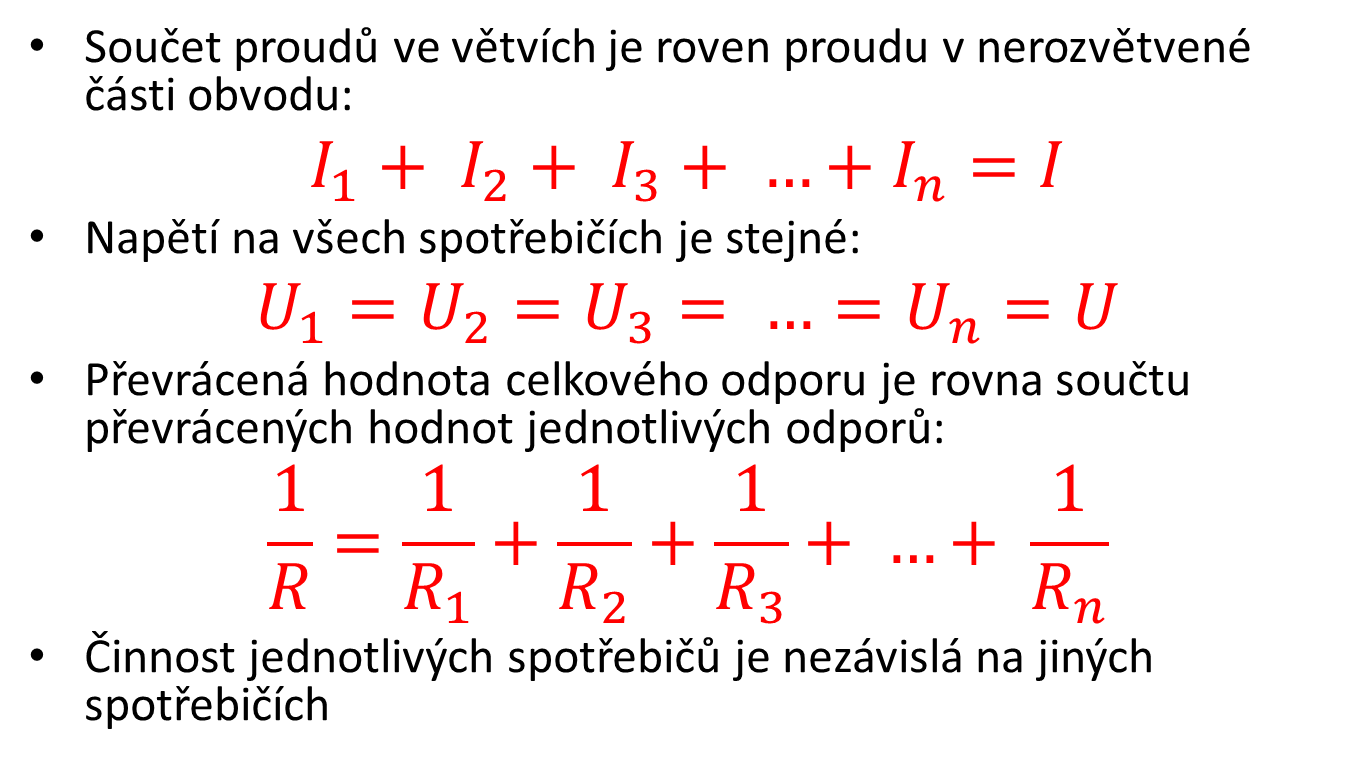 • Součet proudů ve větvích je roven proudu v nerozvětvené
části obvodu:
I₁ + I₂ + I₃ + … + Iₙ = I
• Napětí na všech spotřebičích je stejné:
U₁ = U₂ = U₃ = … = Uₙ = U
• Převrácená hodnota celkového odporu je rovna součtu
převrácených hodnot jednotlivých odporů:
1/R = 1/R₁ + 1/R₂ + 1/R₃ + … + 1/Rₙ
• Činnost jednotlivých spotřebičů je nezávislá na jiných
spotřebičích